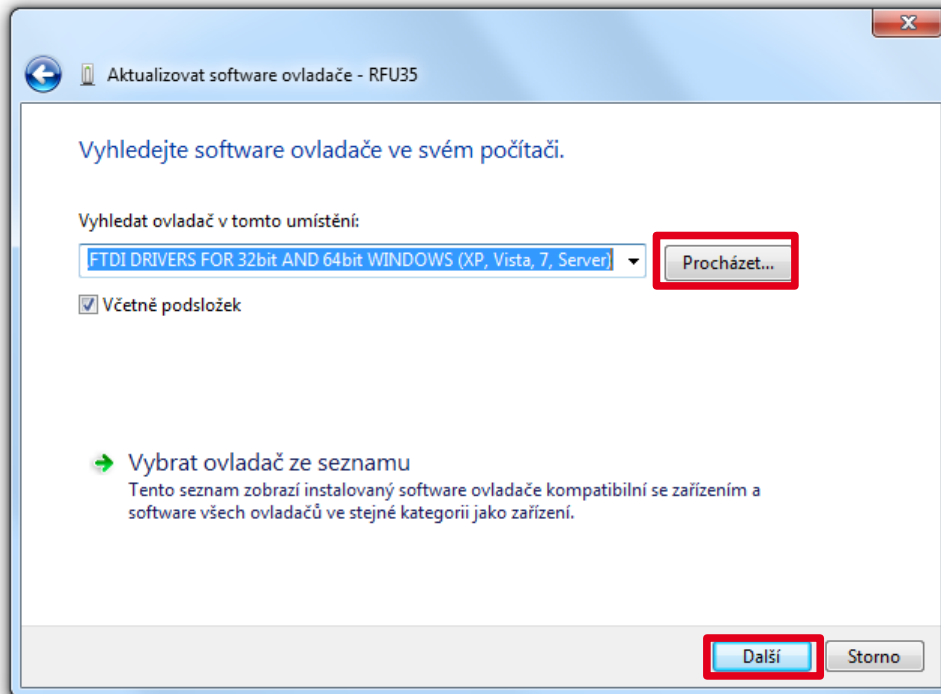 Aktualizovat software ovladače - RFU35
Vyhledejte software ovladače ve svém počítači.
Vyhledat ovladač v tomto umístění:
FTDI DRIVERS FOR 32bit AND 64bit WINDOWS (XP, Vista, 7, Server)
Procházet...
Včetně podsložek
Vybrat ovladač ze seznamu
Tento seznam zobrazí instalovaný software ovladače kompatibilní se zařízením a
software všech ovladačů ve stejné kategorii jako zařízení.
Další
Storno